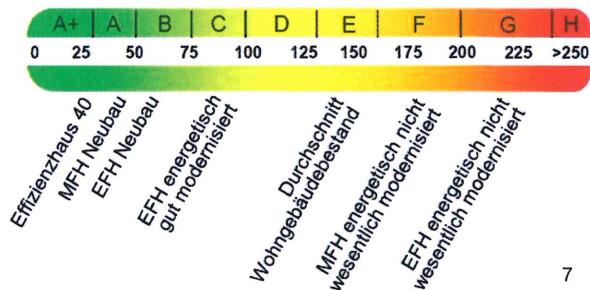 A+ A B C D E F G H
0 25 50 75 100 125 150 175 200 225 >250
Effizienzhaus 40
MFH Neubau
EFH Neubau
EFH energetisch
gut modernisiert
Durchschnitt
Wohngebäudebestand
MFH energetisch nicht
wesentlich modernisiert
EFH energetisch nicht
wesentlich modernisiert
7